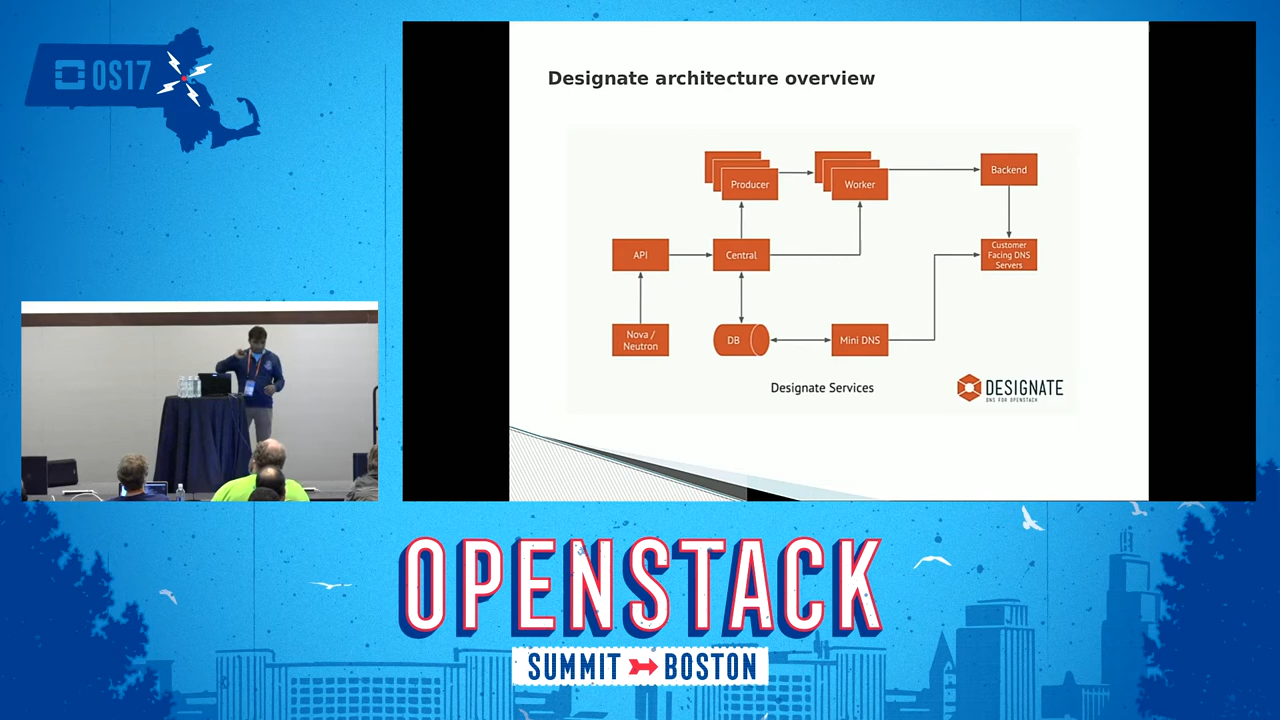 OS17
Designate architecture overview
Producer
Worker
Backend
API
Central
Customer
Facing DNS
Servers
Nova /
Neutron
DB
Mini DNS
Designate Services
DESIGNATE
DNS FOR OPENSTACK
OPENSTACK
SUMMIT BOSTON